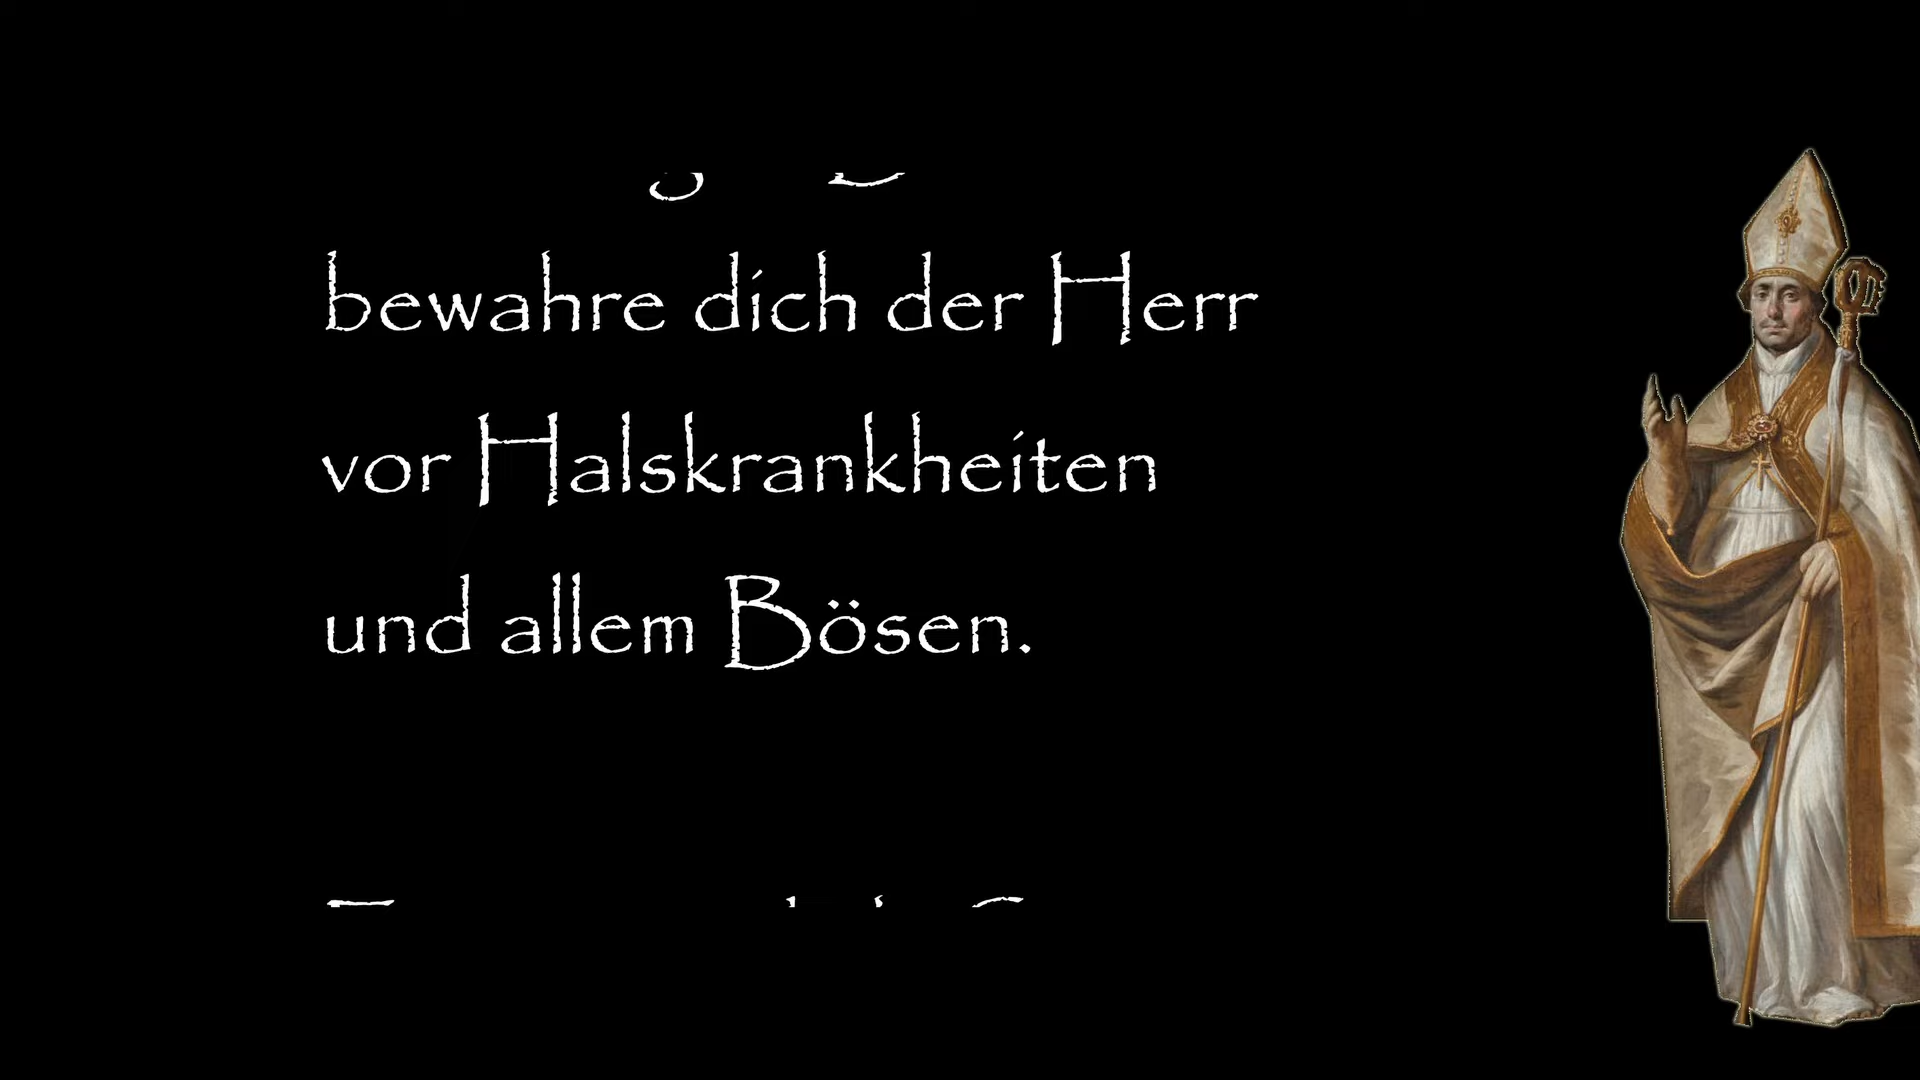 bewahre dich der Herr
vor Halskrankheiten
und allem Bösen.